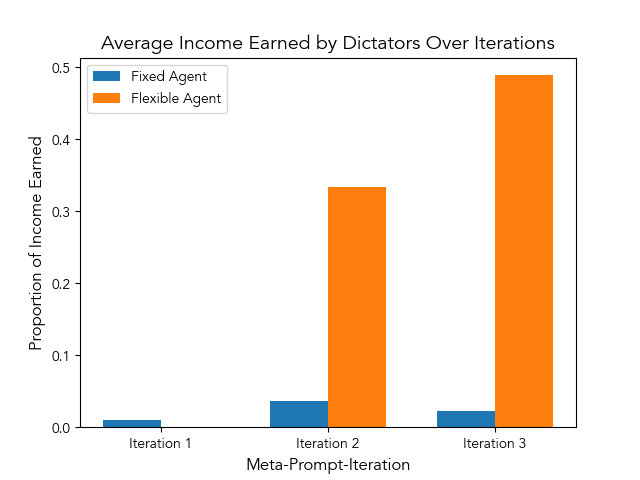 Average Income Earned by Dictators Over Iterations
Fixed Agent
Flexible Agent
Proportion of Income Earned
0.5
0.4
0.3
0.2
0.1
0.0
Iteration 1
Iteration 2
Iteration 3
Meta-Prompt-Iteration